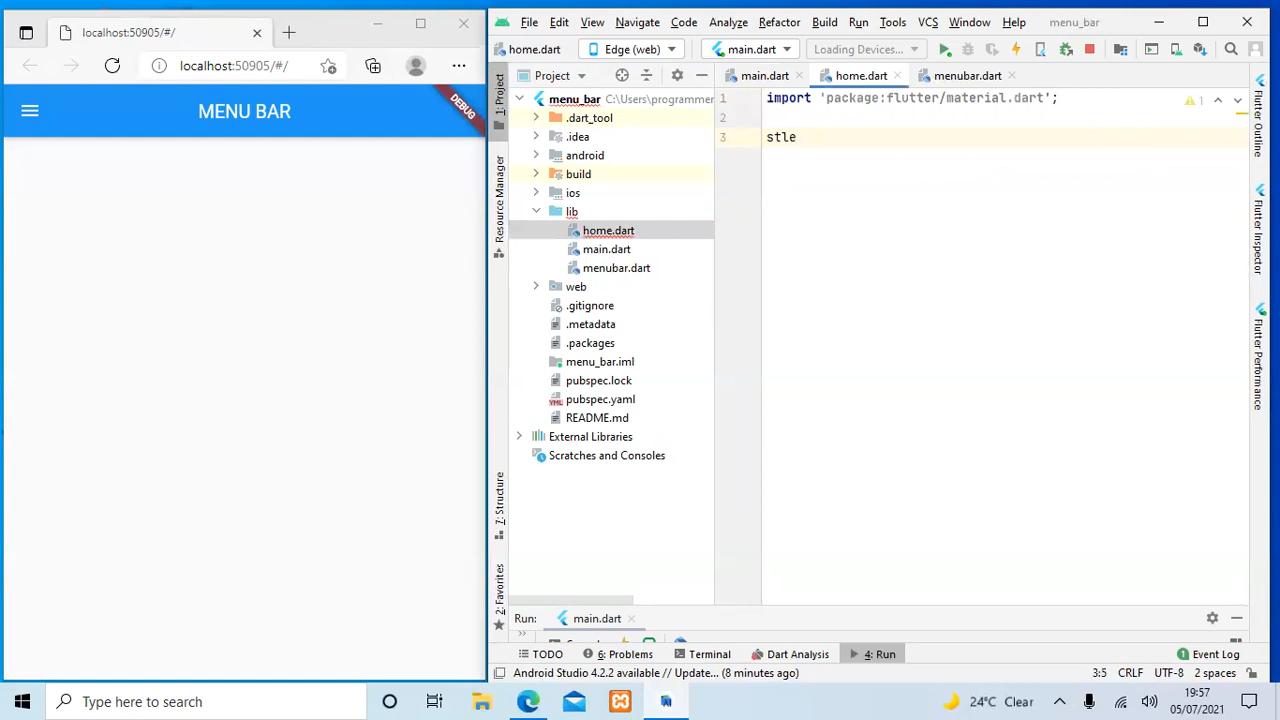 localhost:50905/#/
localhost:50905/#/
MENU BAR
DEBUG
File Edit View Navigate Code Analyze Refactor Build Run Tools VCS Window Help menu_bar
home.dart Edge (web) main.dart Loading Devices...
Project main.dart home.dart menubar.dart
1: Project
Resource Manager
7: Structure
2: Favorites
menu_bar C:\Users\programmer
.dart_tool
.idea
android
build
ios
lib
home.dart
main.dart
menubar.dart
web
.gitignore
.metadata
.packages
menu_bar.iml
pubspec.lock
pubspec.yaml
README.md
External Libraries
Scratches and Consoles
1 import 'package:flutter/material.dart';
2
3 stle
1
Flutter Outline
Flutter Inspector
Flutter Performance
Run: main.dart
TODO 6: Problems Terminal Dart Analysis 4: Run 1 Event Log
Android Studio 4.2.2 available // Update... (8 minutes ago) 3:5 CRLF UTF-8 2 spaces
Type here to search 24°C Clear 09:57
05/07/2021